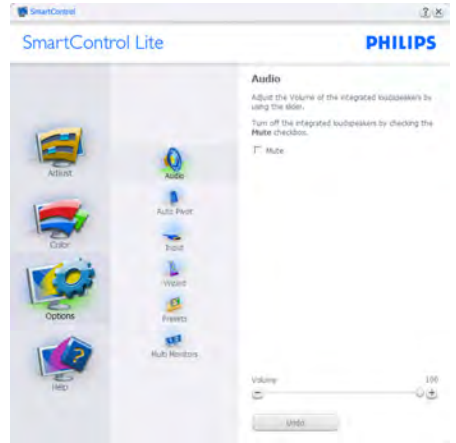 SmartControl
SmartControl Lite
PHILIPS
Adjust
Color
Options
Help
Audio
Auto Pivot
Input
Wizard
Presets
Multi Monitors
Audio
Adjust the Volume of the integrated loudspeakers by
using the slider.
Turn off the integrated loudspeakers by checking the
Mute checkbox.
Mute
Volume
100
Undo